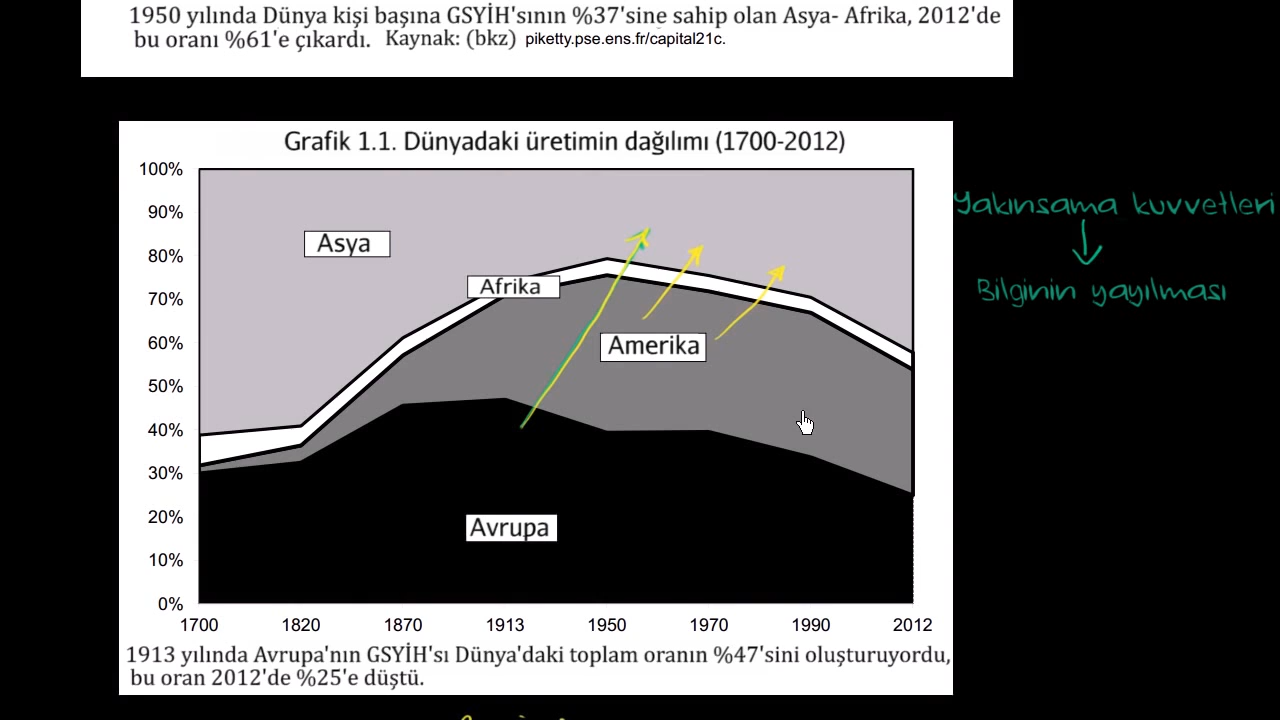 1950 yılında Dünya kişi başına GSYİH'sının %37'sine sahip olan Asya- Afrika, 2012'de
bu oranı %61'e çıkardı. Kaynak: (bkz) piketty.pse.ens.fr/capital21c.
Grafik 1.1. Dünyadaki üretimin dağılımı (1700-2012)
100%
90%
80%
70%
60%
50%
40%
30%
20%
10%
0%
Asya
Afrika
Amerika
Avrupa
1700 1820 1870 1913 1950 1970 1990 2012
1913 yılında Avrupa'nın GSYİH'sı Dünya'daki toplam oranın %47'sini oluşturuyordu,
bu oran 2012'de %25'e düştü.
Yakınsama kuvvetleri
Bilginin yayılması